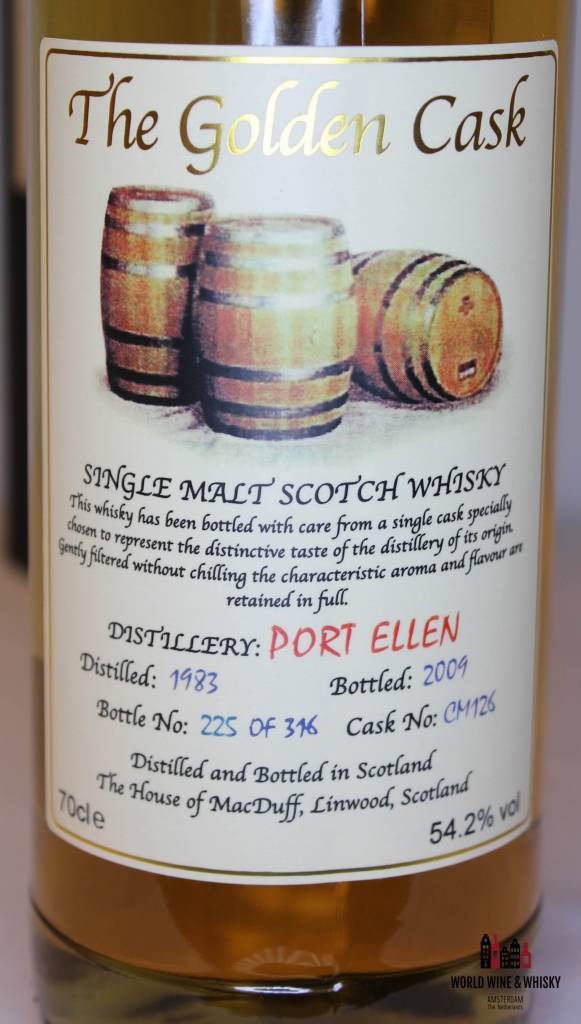 The Golden Cask
SINGLE MALT SCOTCH WHISKY
This whisky has been bottled with care from a single cask specially
chosen to represent the distinctive taste of the distillery of its origin.
Gently filtered without chilling the characteristic aroma and flavour are
retained in full.
DISTILLERY: PORT ELLEN
Distilled: 1983 Bottled: 2009
Bottle No: 225 OF 316 Cask No: CM126
Distilled and Bottled in Scotland
The House of MacDuff, Linwood, Scotland
70cl e 54.2% vol
WORLD WINE & WHISKY
AMSTERDAM
The Netherlands